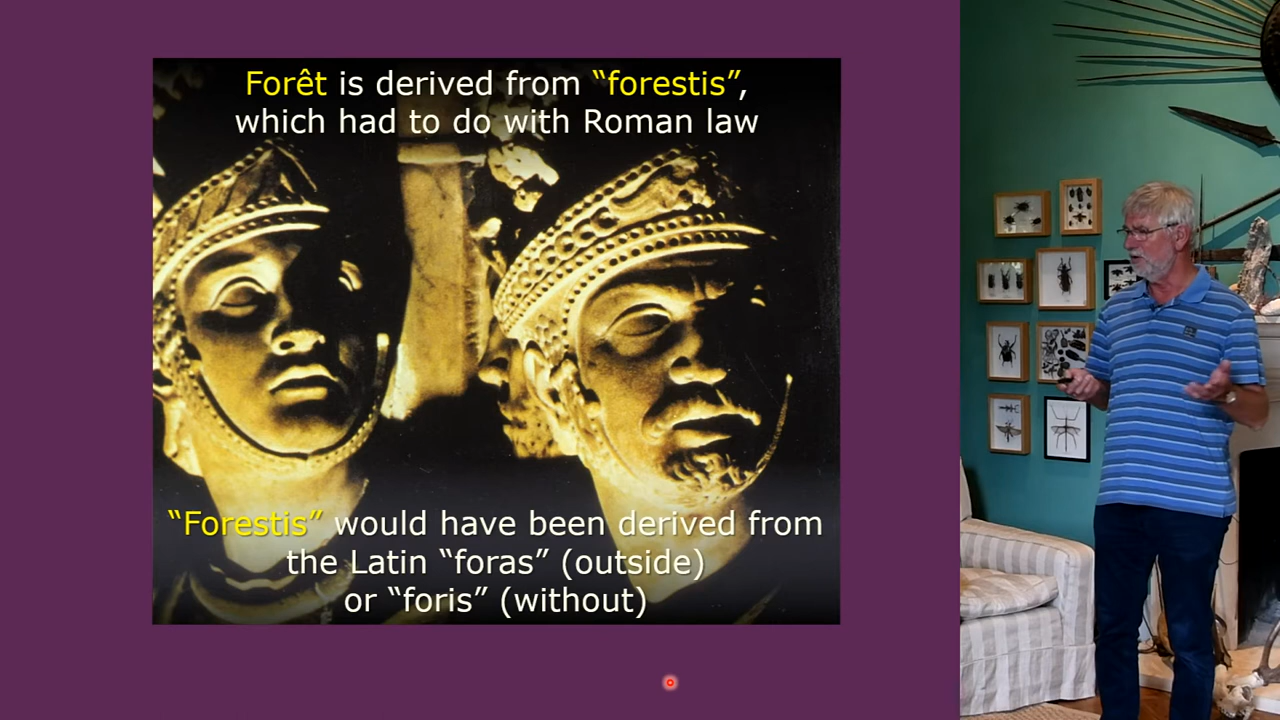 Forêt is derived from “forestis”,
which had to do with Roman law
“Forestis” would have been derived from
the Latin “foras” (outside)
or “foris” (without)